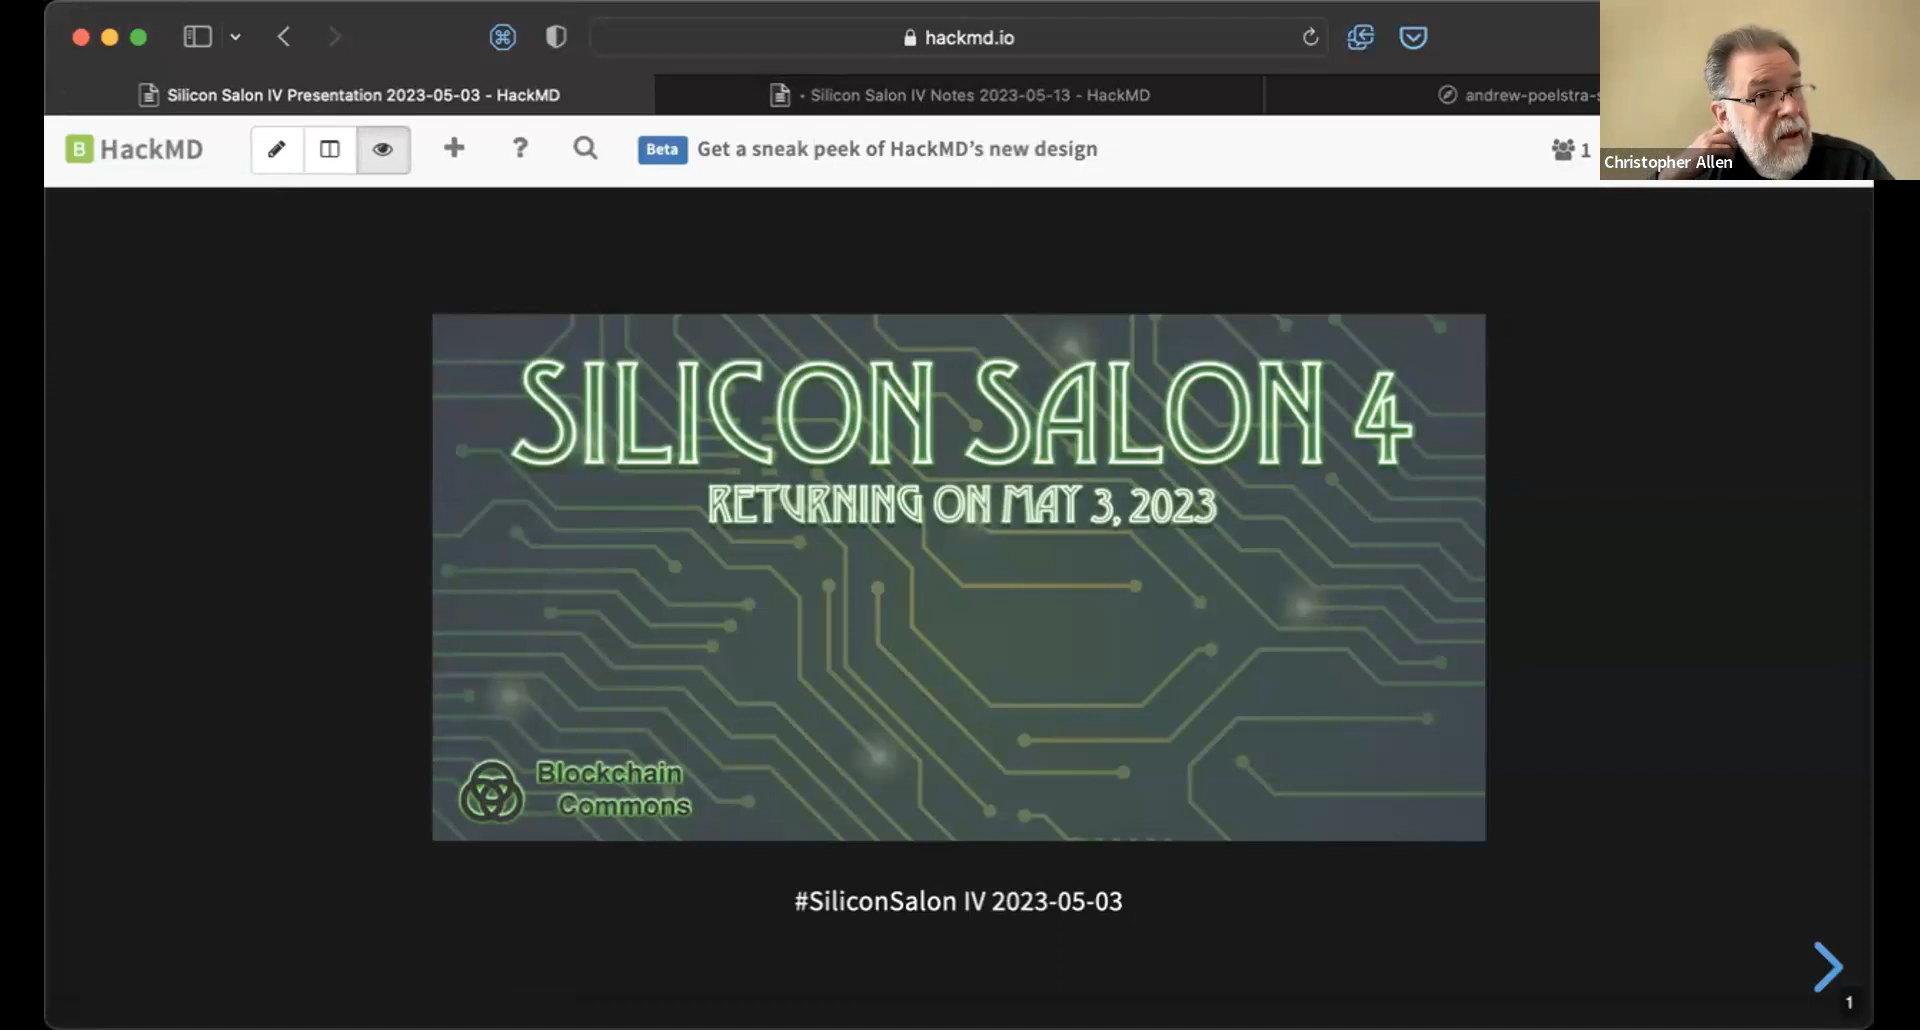 hackmd.io
Silicon Salon IV Presentation 2023-05-03 - HackMD
· Silicon Salon IV Notes 2023-05-13 - HackMD
andrew-poelstra-s
B HackMD
Beta Get a sneak peek of HackMD’s new design
1
Christopher Allen
SILICON SALON 4
RETURNING ON MAY 3, 2023
Blockchain
Commons
#SiliconSalon IV 2023-05-03
1